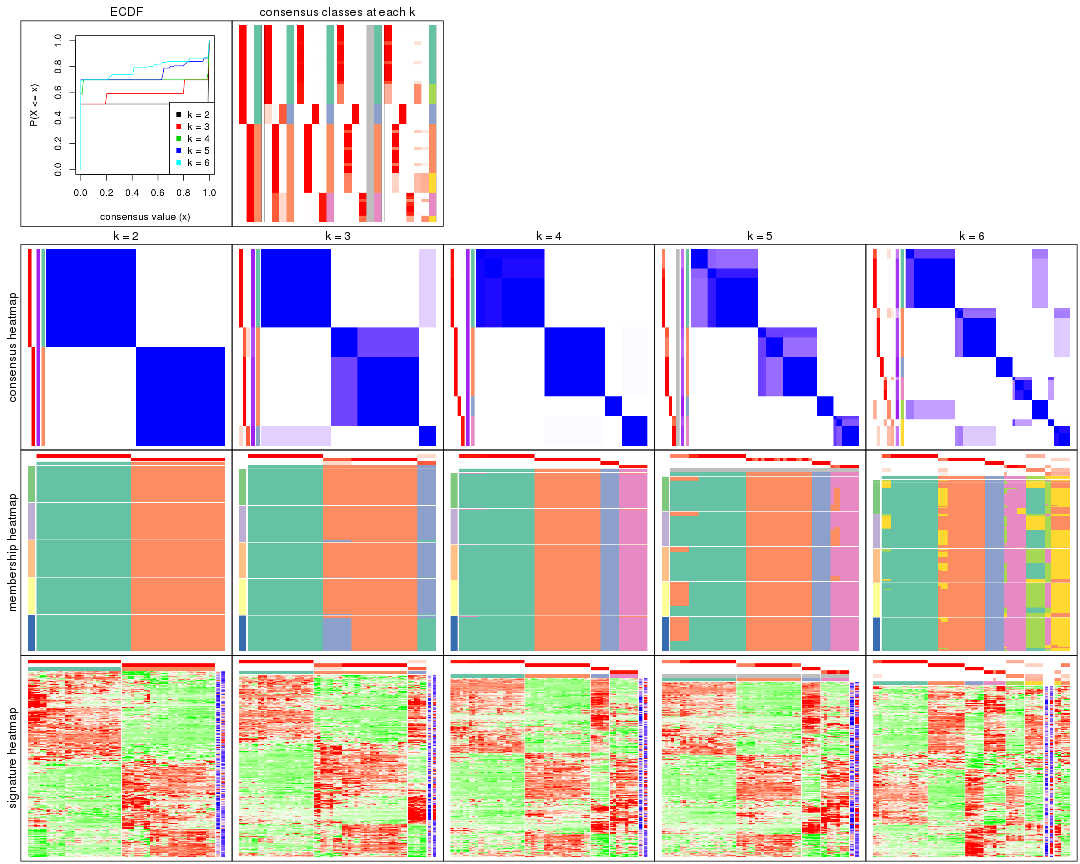 ECDF
consensus classes at each k
P(X <= x)
0.0 0.2 0.4 0.6 0.8 1.0
k = 2
k = 3
k = 4
k = 5
k = 6
0.0 0.2 0.4 0.6 0.8 1.0
consensus value (x)
k = 2
k = 3
k = 4
k = 5
k = 6
consensus heatmap
membership heatmap
signature heatmap